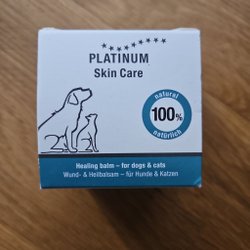 PLATINUM
Skin Care
natural
100%
natürlich
Healing balm – for dogs & cats
Wund- & Heilbalsam – für Hunde & Katzen